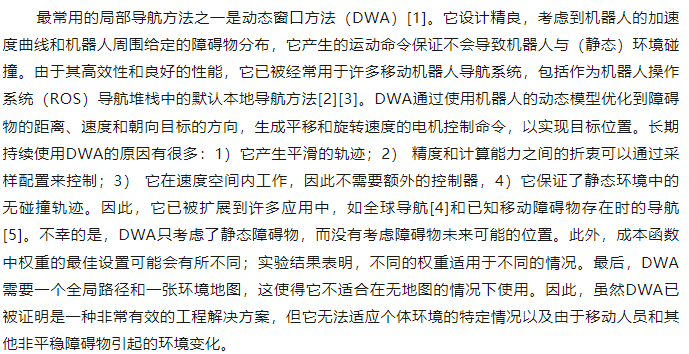 最常用的局部导航方法之一是动态窗口方法（DWA）[1]。它设计精良，考虑到机器人的加速
度曲线和机器人周围给定的障碍物分布，它产生的运动命令保证不会导致机器人与（静态）环境碰
撞。由于其高效性和良好的性能，它已被经常用于许多移动机器人导航系统，包括作为机器人操作
系统（ROS）导航堆栈中的默认本地导航方法[2][3]。DWA通过使用机器人的动态模型优化到障碍
物的距离、速度和朝向目标的方向，生成平移和旋转速度的电机控制命令，以实现目标位置。长期
持续使用DWA的原因有很多：1）它产生平滑的轨迹；2） 精度和计算能力之间的折衷可以通过采
样配置来控制；3） 它在速度空间内工作，因此不需要额外的控制器，4）它保证了静态环境中的
无碰撞轨迹。因此，它已被扩展到许多应用中，如全球导航[4]和已知移动障碍物存在时的导航
[5]。不幸的是，DWA只考虑了静态障碍物，而没有考虑障碍物未来可能的位置。此外，成本函数
中权重的最佳设置可能会有所不同；实验结果表明，不同的权重适用于不同的情况。最后，DWA
需要一个全局路径和一张环境地图，这使得它不适合在无地图的情况下使用。因此，虽然DWA已
被证明是一种非常有效的工程解决方案，但它无法适应个体环境的特定情况以及由于移动人员和其
他非平稳障碍物引起的环境变化。